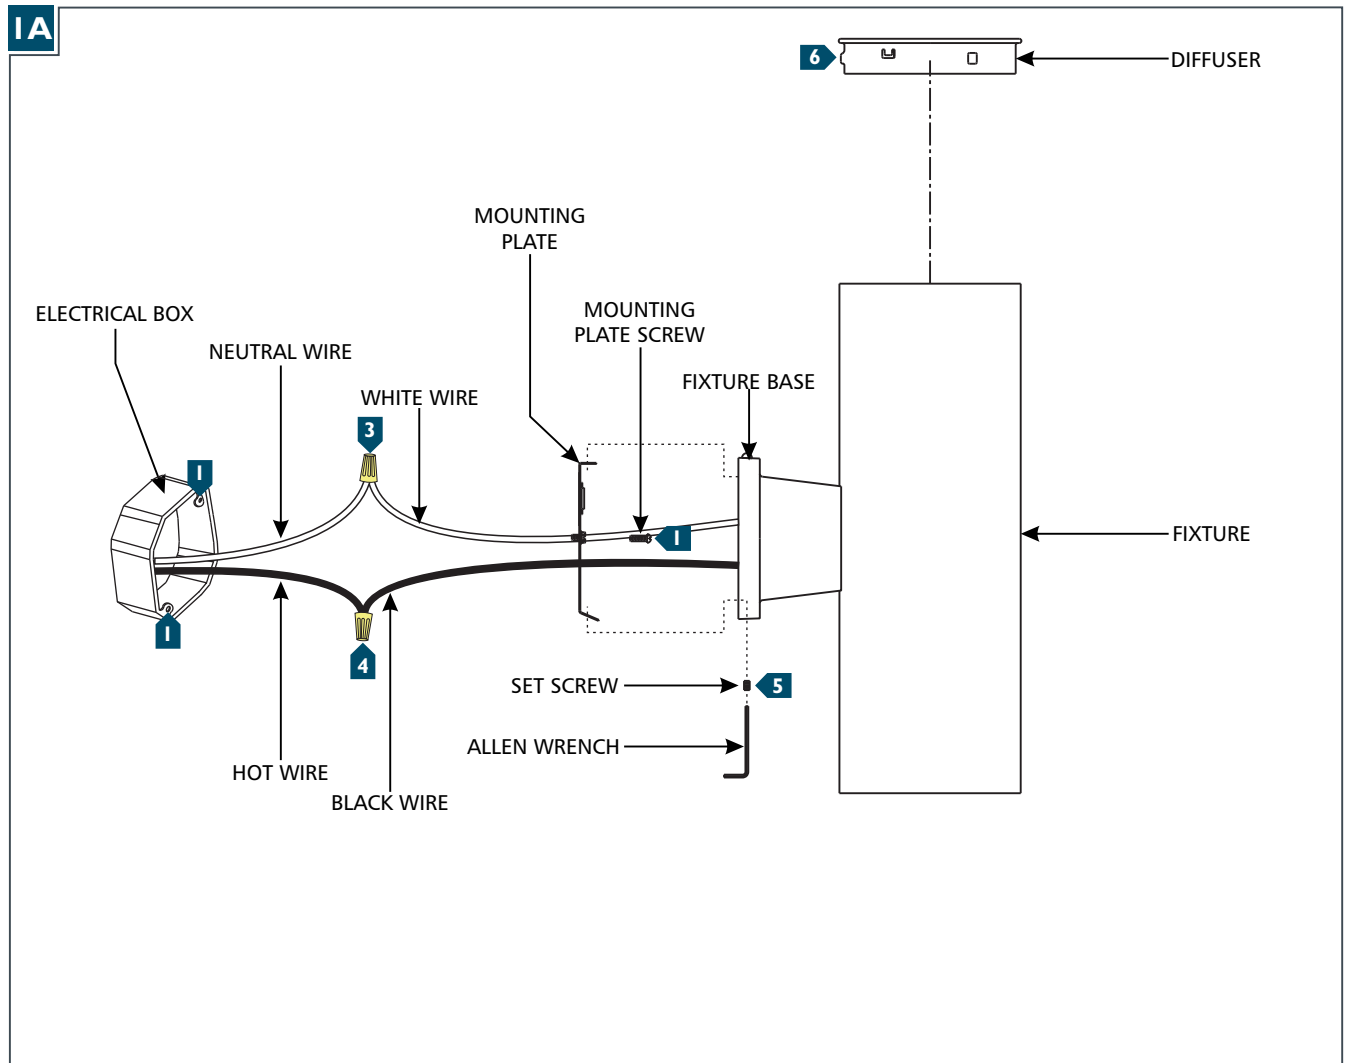 1A
6
DIFFUSER
MOUNTING
PLATE
ELECTRICAL BOX
MOUNTING
PLATE SCREW
NEUTRAL WIRE
FIXTURE BASE
WHITE WIRE
3
1
1
FIXTURE
1
4
SET SCREW
5
ALLEN WRENCH
HOT WIRE
BLACK WIRE